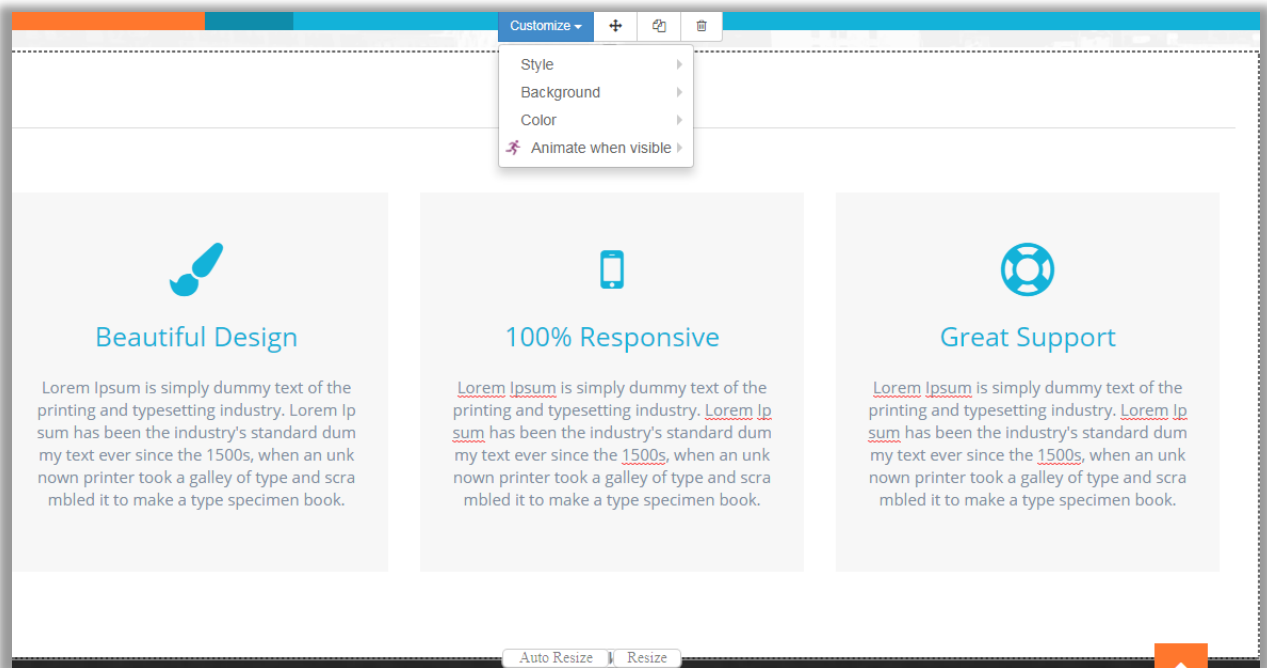 Customize
Style
Background
Color
Animate when visible
Beautiful Design
Lorem Ipsum is simply dummy text of the
printing and typesetting industry. Lorem Ip
sum has been the industry's standard dum
my text ever since the 1500s, when an unk
nown printer took a galley of type and scra
mbled it to make a type specimen book.
100% Responsive
Lorem Ipsum is simply dummy text of the
printing and typesetting industry. Lorem Ip
sum has been the industry's standard dum
my text ever since the 1500s, when an unk
nown printer took a galley of type and scra
mbled it to make a type specimen book.
Great Support
Lorem Ipsum is simply dummy text of the
printing and typesetting industry. Lorem Ip
sum has been the industry's standard dum
my text ever since the 1500s, when an unk
nown printer took a galley of type and scra
mbled it to make a type specimen book.
Auto Resize Resize